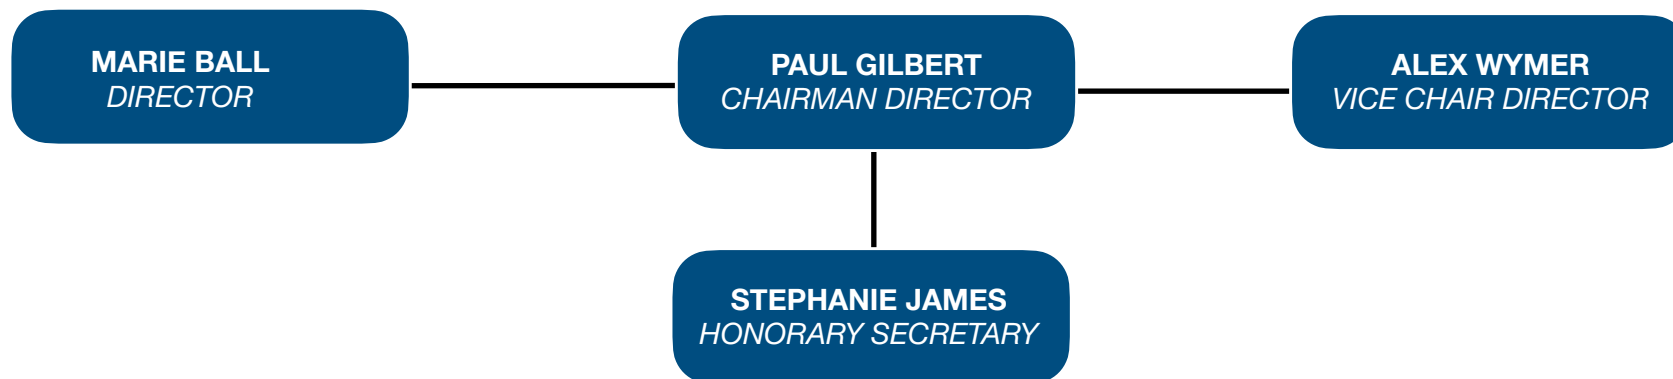 MARIE BALL
DIRECTOR
PAUL GILBERT
CHAIRMAN DIRECTOR
ALEX WYMER
VICE CHAIR DIRECTOR
STEPHANIE JAMES
HONORARY SECRETARY